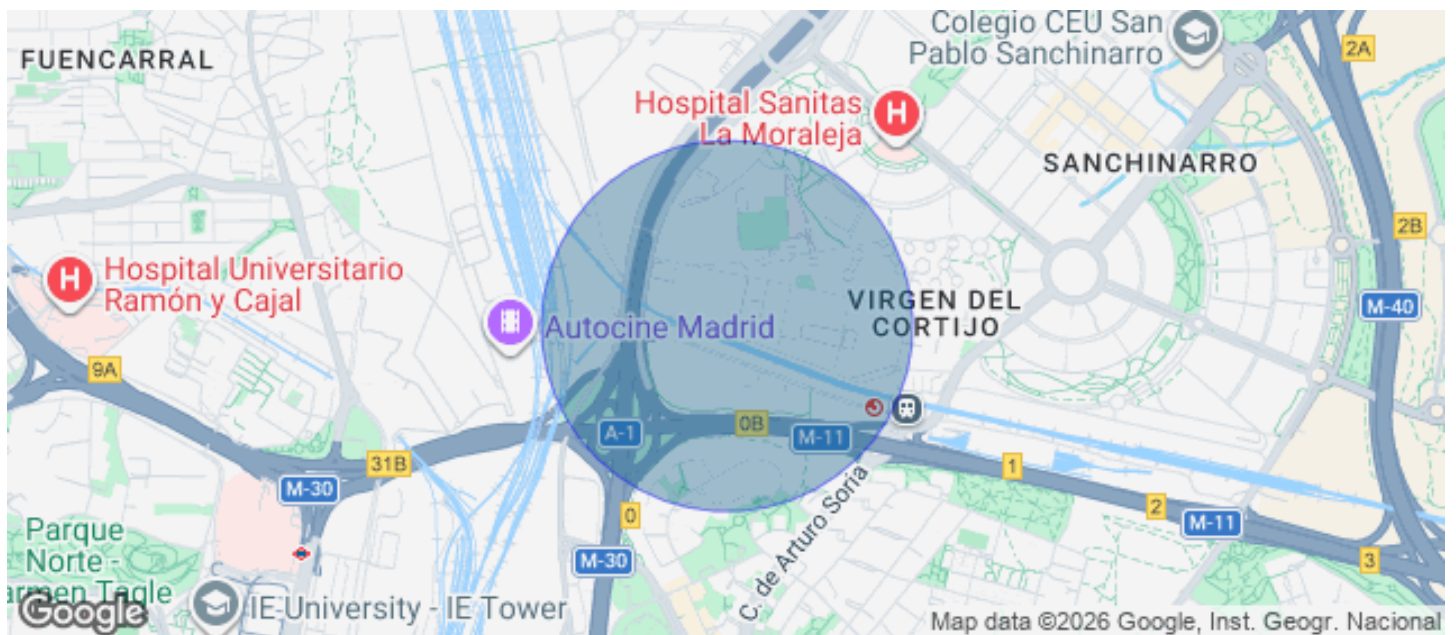 FUENCARRAL
Colegio CEU San
Pablo Sanchinarro
2A
Hospital Sanitas
La Moraleja
H
SANCHINARRO
2B
H
Hospital Universitario
Ramón y Cajal
Autocine Madrid
VIRGEN DEL
CORTIJO
M-40
9A
A-1
0B
M-11
31B
M-30
1
C. de Arturo Soria
0
2
M-11
Parque
Norte -
M-30
3
armen Tagle
Google
IE University - IE Tower
Map data ©2026 Google, Inst. Geogr. Nacional